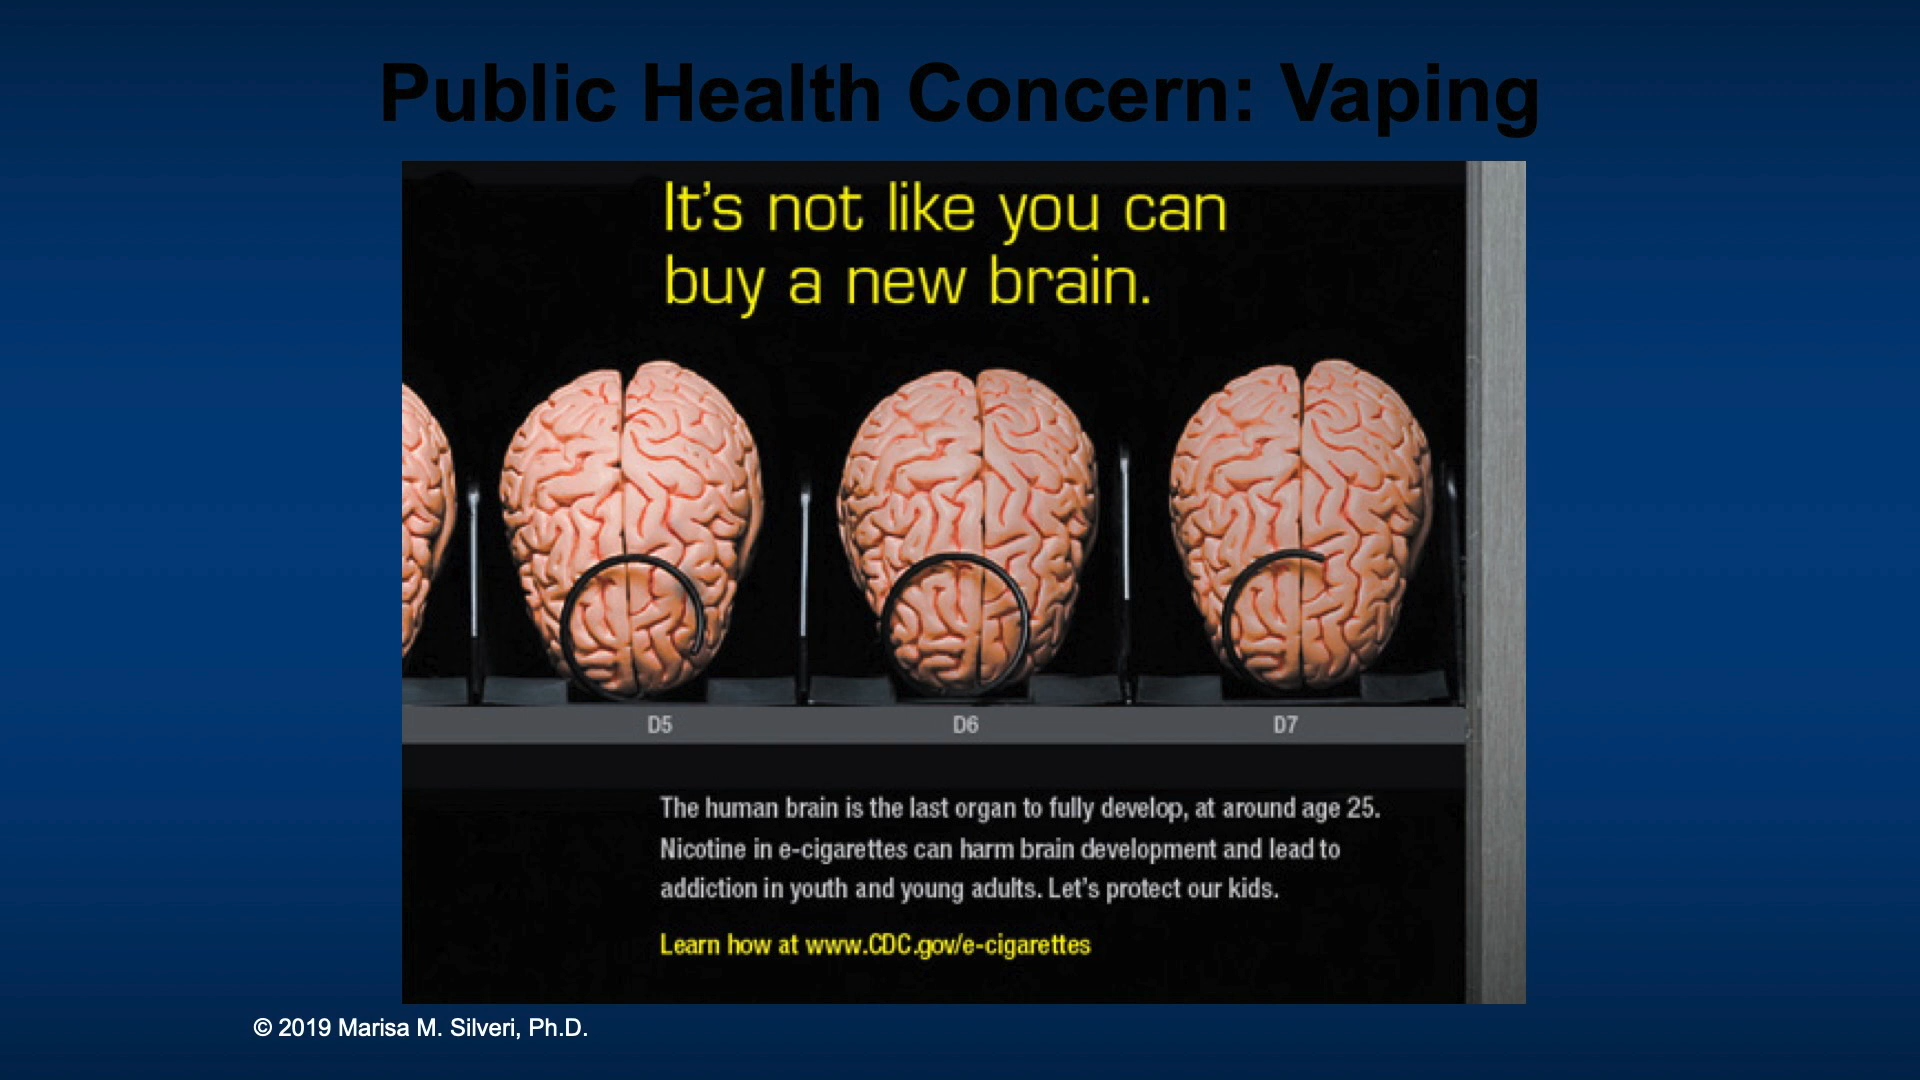 Public Health Concern: Vaping
It's not like you can
buy a new brain.
D5
D6
D7
The human brain is the last organ to fully develop, at around age 25.
Nicotine in e-cigarettes can harm brain development and lead to
addiction in youth and young adults. Let's protect our kids.
Learn how at www.CDC.gov/e-cigarettes
© 2019 Marisa M. Silveri, Ph.D.